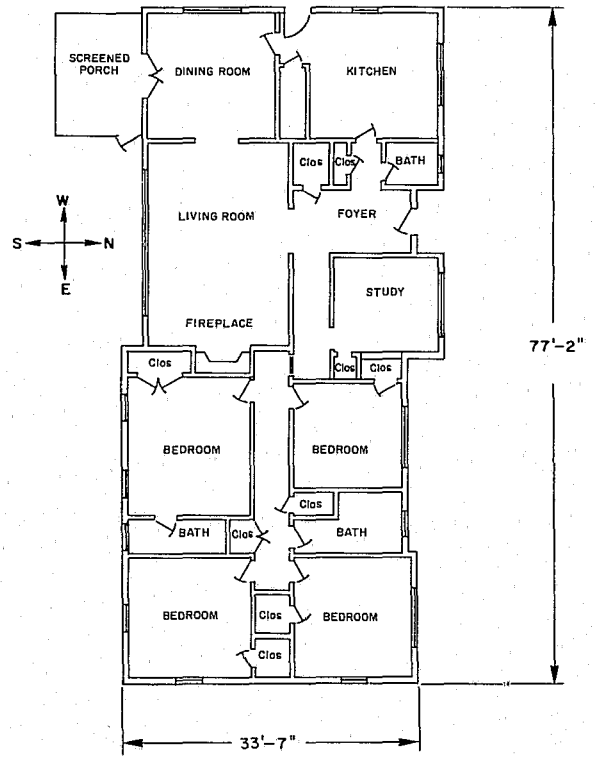 SCREENED
PORCH
DINING ROOM
KITCHEN
Clos
Clos
BATH
W
S
N
E
LIVING ROOM
FOYER
STUDY
FIREPLACE
77'-2"
Clos
Clos
Clos
BEDROOM
BEDROOM
Clos
BATH
Clos
BATH
BEDROOM
Clos
BEDROOM
Clos
33'-7"